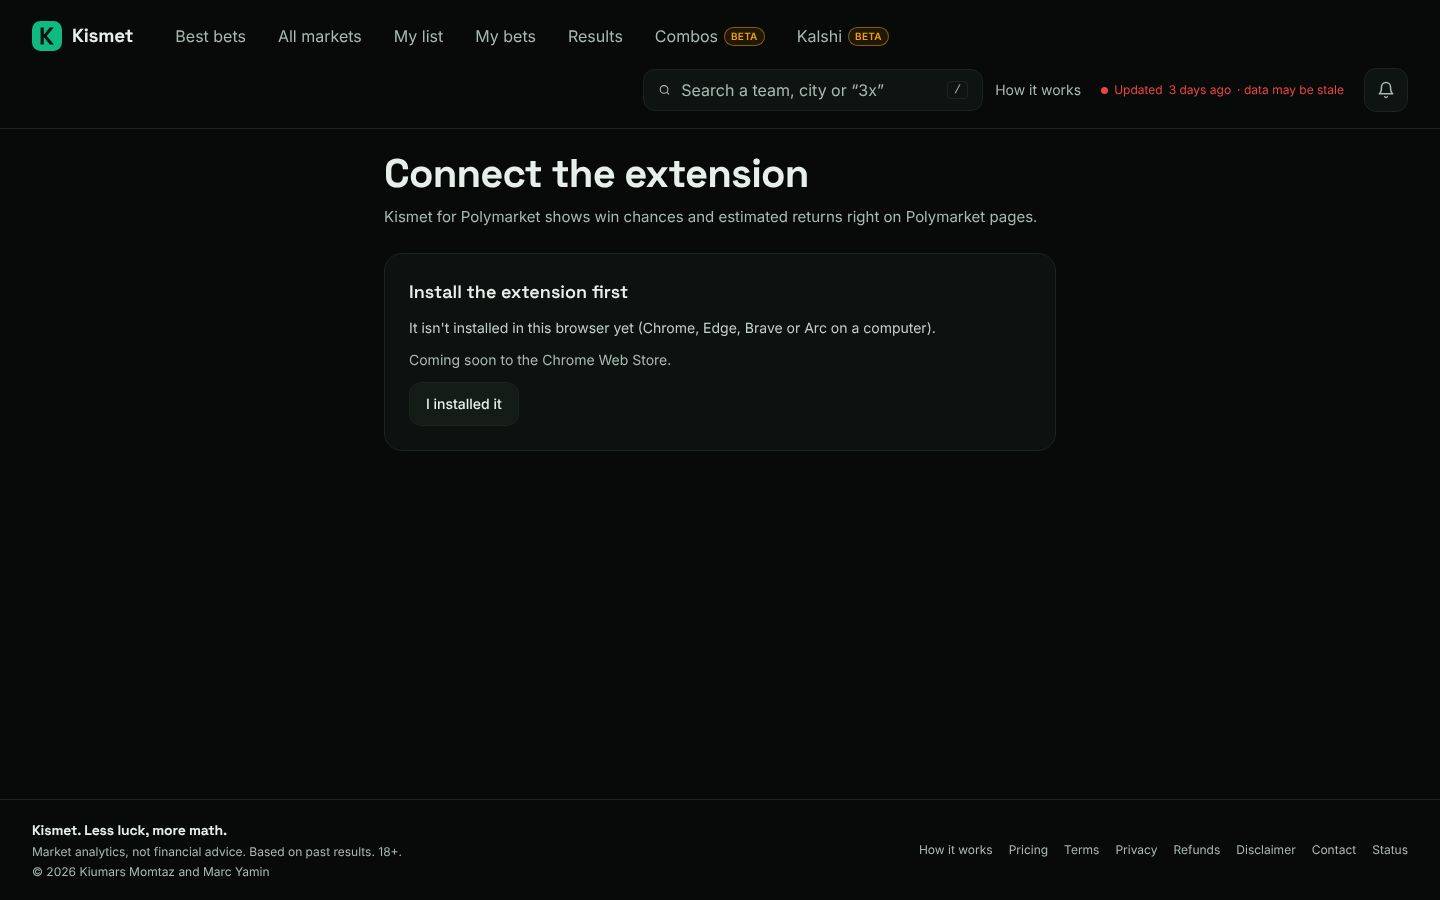 Kismet
Best bets All markets My list My bets Results Combos BETA Kalshi BETA
Search a team, city or “3x” / How it works Updated 3 days ago · data may be stale
Connect the extension
Kismet for Polymarket shows win chances and estimated returns right on Polymarket pages.
Install the extension first
It isn't installed in this browser yet (Chrome, Edge, Brave or Arc on a computer).
Coming soon to the Chrome Web Store.
I installed it
Kismet. Less luck, more math.
Market analytics, not financial advice. Based on past results. 18+.
© 2026 Kiumars Momtaz and Marc Yamin
How it works Pricing Terms Privacy Refunds Disclaimer Contact Status